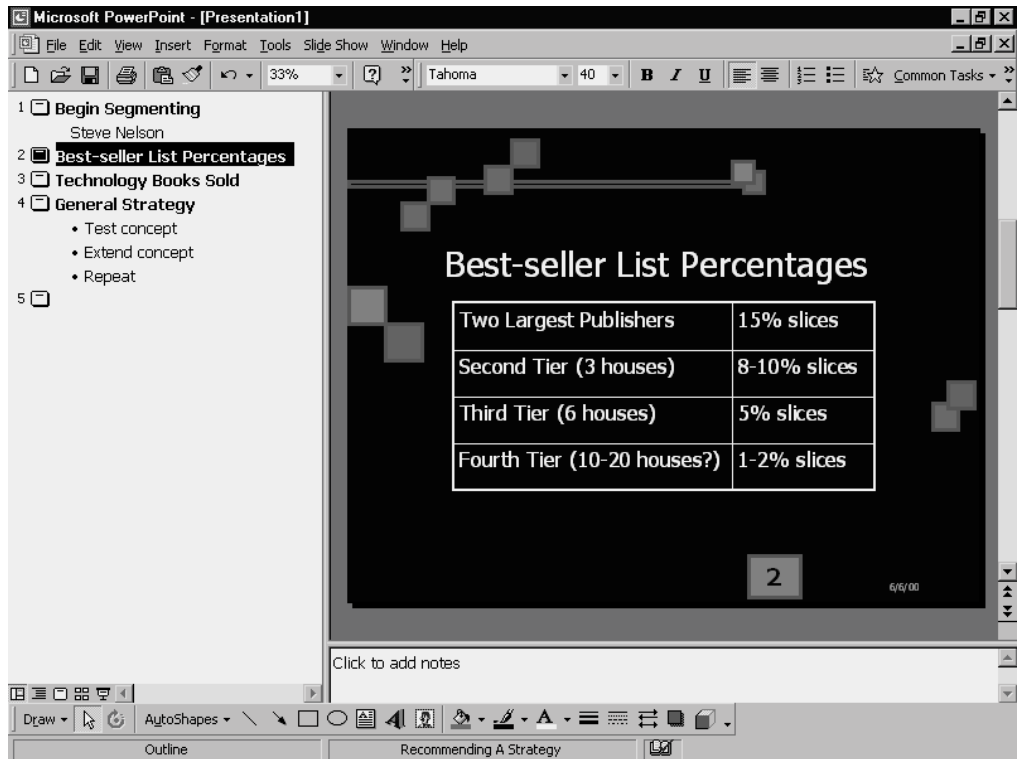 Microsoft PowerPoint - [Presentation1]
File Edit View Insert Format Tools Slide Show Window Help
33% Tahoma 40 B I U Common Tasks
1 Begin Segmenting
Steve Nelson
2 Best-seller List Percentages
3 Technology Books Sold
4 General Strategy
• Test concept
• Extend concept
• Repeat
5
Best-seller List Percentages
Two Largest Publishers 15% slices
Second Tier (3 houses) 8-10% slices
Third Tier (6 houses) 5% slices
Fourth Tier (10-20 houses?) 1-2% slices
2
6/6/00
Click to add notes
Draw AutoShapes A A
Outline Recommending A Strategy